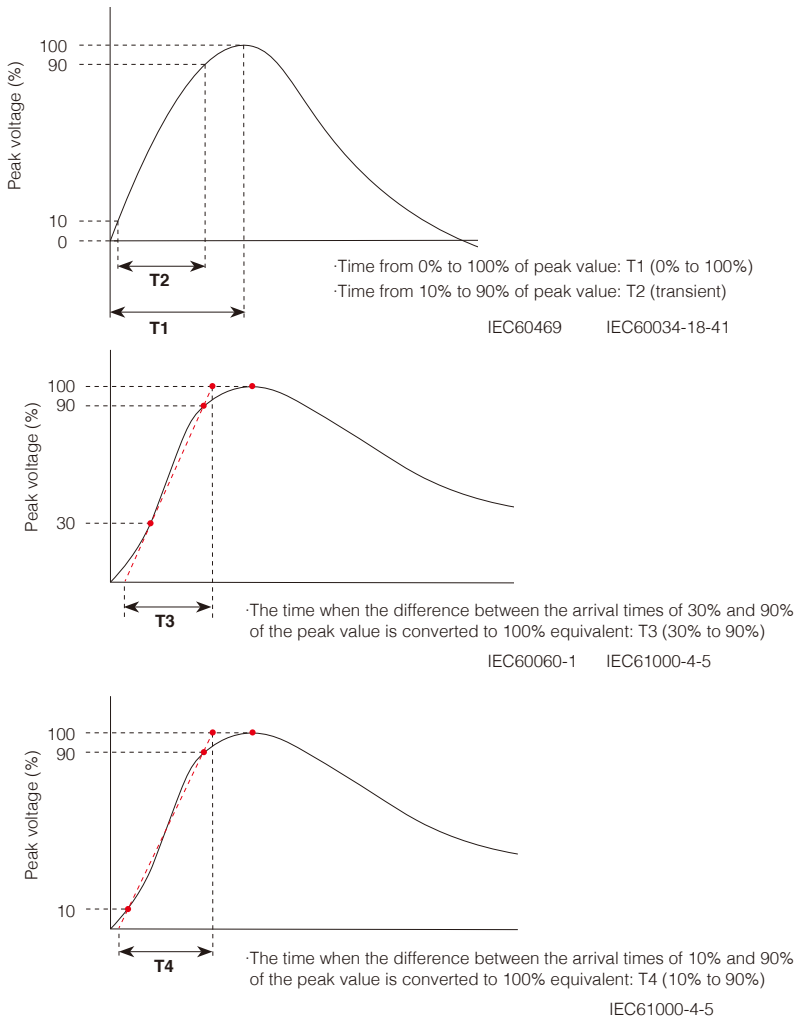 Peak voltage (%)
100
90
10
0
T2
T1
·Time from 0% to 100% of peak value: T1 (0% to 100%)
·Time from 10% to 90% of peak value: T2 (transient)
IEC60469 IEC60034-18-41
Peak voltage (%)
100
90
30
T3
·The time when the difference between the arrival times of 30% and 90%
of the peak value is converted to 100% equivalent: T3 (30% to 90%)
IEC60060-1 IEC61000-4-5
Peak voltage (%)
100
90
10
T4
·The time when the difference between the arrival times of 10% and 90%
of the peak value is converted to 100% equivalent: T4 (10% to 90%)
IEC61000-4-5